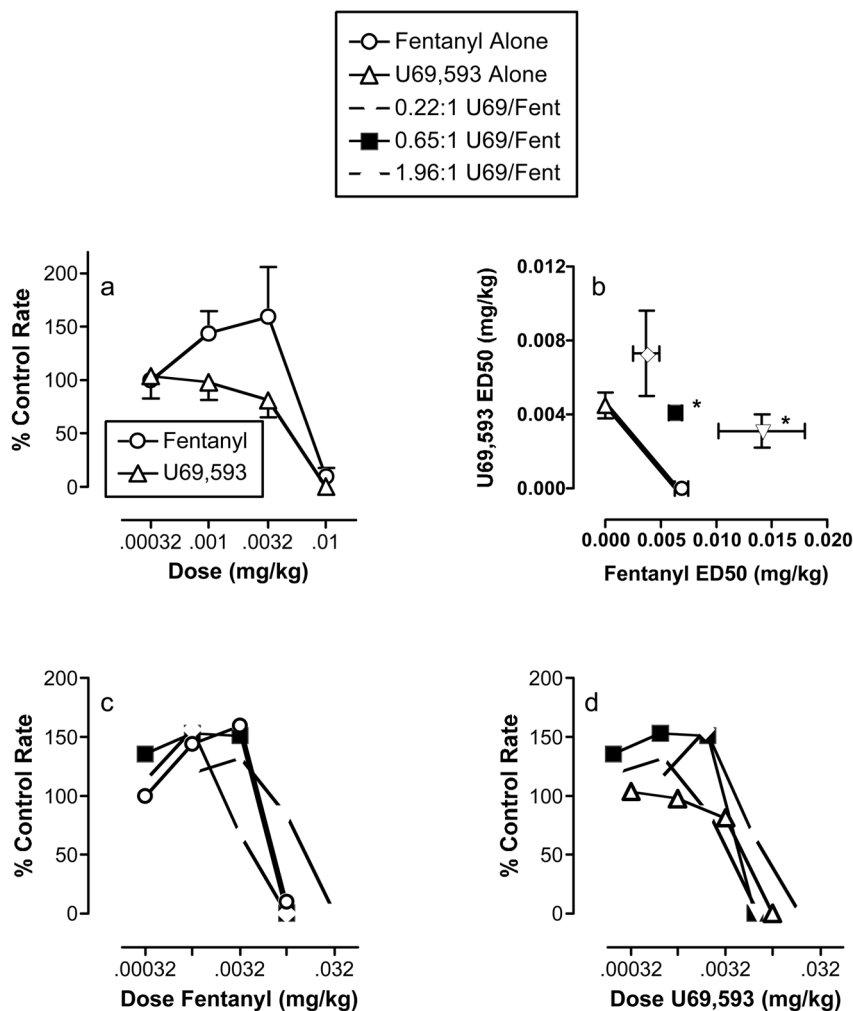 Fentanyl Alone
U69,593 Alone
0.22:1 U69/Fent
0.65:1 U69/Fent
1.96:1 U69/Fent
a
% Control Rate
200
150
100
50
0
Fentanyl
U69,593
.00032 .001 .0032 .01
Dose (mg/kg)
b
U69,593 ED50 (mg/kg)
0.012
0.008
0.004
0.000
*
*
0.000 0.005 0.010 0.015 0.020
Fentanyl ED50 (mg/kg)
c
% Control Rate
200
150
100
50
0
.00032 .0032 .032
Dose Fentanyl (mg/kg)
d
% Control Rate
200
150
100
50
0
.00032 .0032 .032
Dose U69,593 (mg/kg)